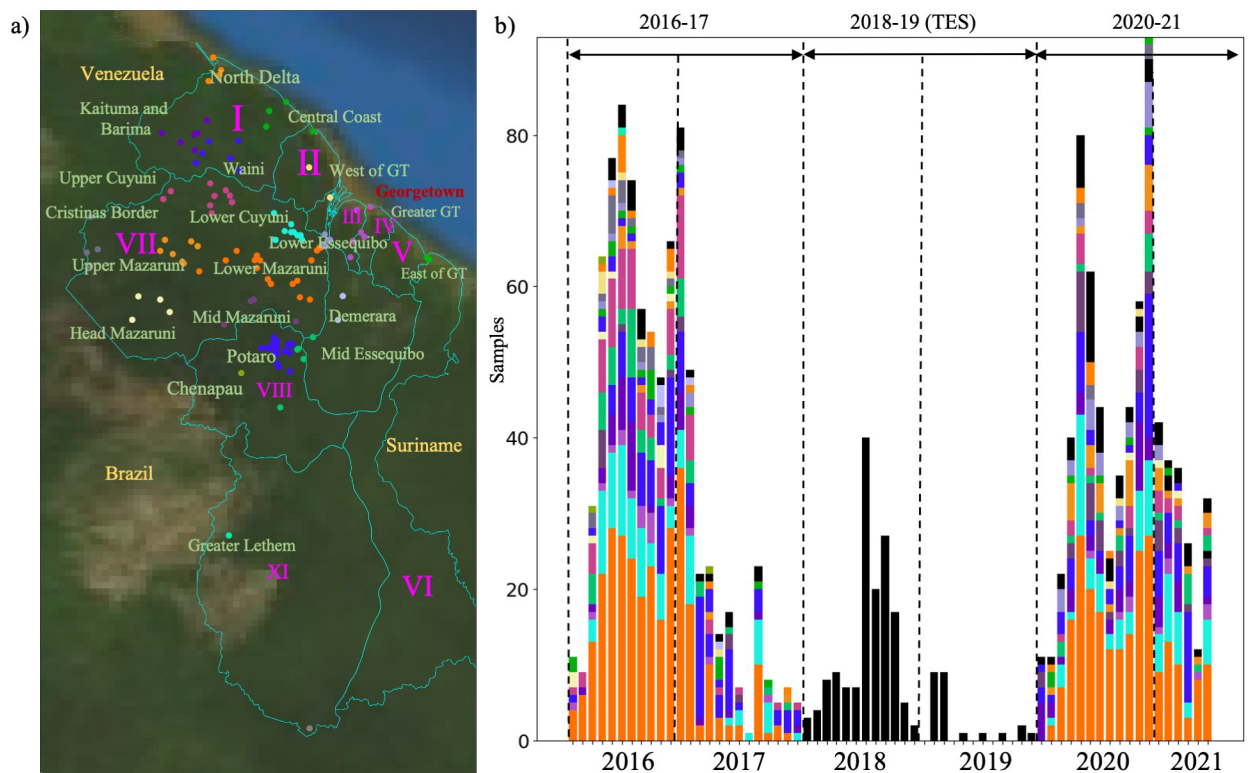 a)
Venezuela
North Delta
Kaituma and
Barima
I
Central Coast
II
Waini
West of GT
Upper Cuyuni
Georgetown
Cristinas Border
Lower Cuyuni
III
Greater GT
IV
VII
Lower Essequibo
V
Upper Mazaruni
Lower Mazaruni
East of GT
Head Mazaruni
Mid Mazaruni
Demerara
Potaro
Mid Essequibo
Chenapau
VIII
Suriname
Brazil
Greater Lethem
XI
VI
b)
2016-17
2018-19 (TES)
2020-21
Samples
80
60
40
20
0
2016
2017
2018
2019
2020
2021